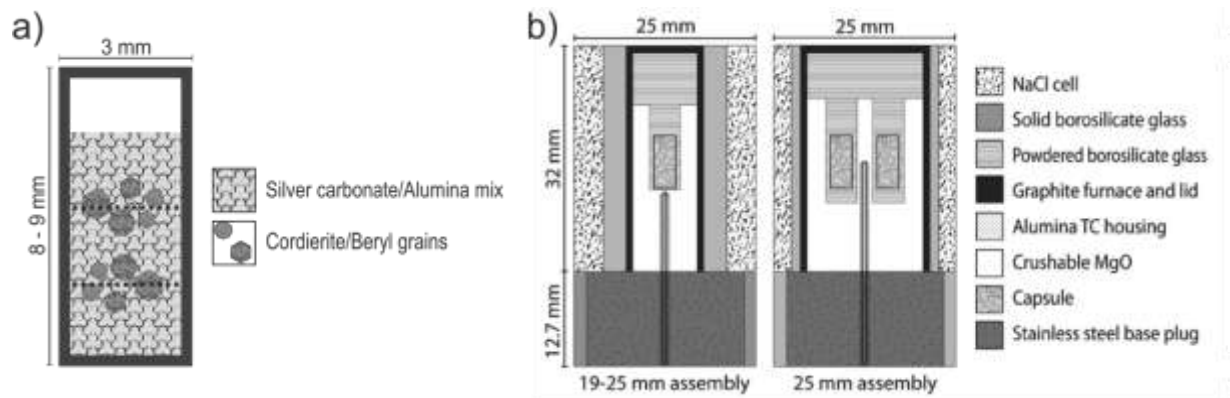 a)
3 mm
8 - 9 mm
Silver carbonate/Alumina mix
Cordierite/Beryl grains
b)
25 mm
25 mm
32 mm
12.7 mm
19-25 mm assembly
25 mm assembly
NaCl cell
Solid borosilicate glass
Powdered borosilicate glass
Graphite furnace and lid
Alumina TC housing
Crushable MgO
Capsule
Stainless steel base plug